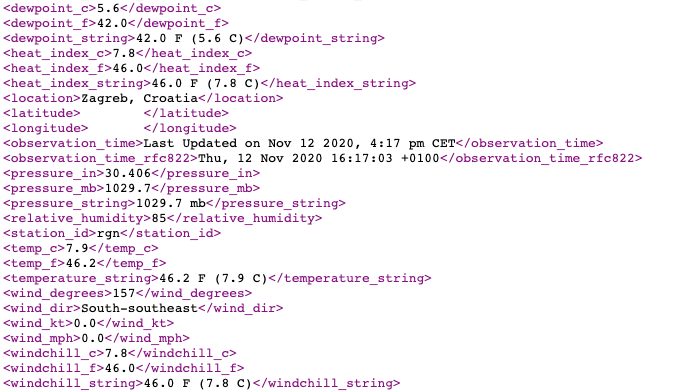 <dewpoint_c>5.6</dewpoint_c>
<dewpoint_f>42.0</dewpoint_f>
<dewpoint_string>42.0 F (5.6 C)</dewpoint_string>
<heat_index_c>7.8</heat_index_c>
<heat_index_f>46.0</heat_index_f>
<heat_index_string>46.0 F (7.8 C)</heat_index_string>
<location>Zagreb, Croatia</location>
<latitude>        </latitude>
<longitude>       </longitude>
<observation_time>Last Updated on Nov 12 2020, 4:17 pm CET</observation_time>
<observation_time_rfc822>Thu, 12 Nov 2020 16:17:03 +0100</observation_time_rfc822>
<pressure_in>30.406</pressure_in>
<pressure_mb>1029.7</pressure_mb>
<pressure_string>1029.7 mb</pressure_string>
<relative_humidity>85</relative_humidity>
<station_id>rgn</station_id>
<temp_c>7.9</temp_c>
<temp_f>46.2</temp_f>
<temperature_string>46.2 F (7.9 C)</temperature_string>
<wind_degrees>157</wind_degrees>
<wind_dir>South-southeast</wind_dir>
<wind_kt>0.0</wind_kt>
<wind_mph>0.0</wind_mph>
<windchill_c>7.8</windchill_c>
<windchill_f>46.0</windchill_f>
<windchill_string>46.0 F (7.8 C)</windchill_string>